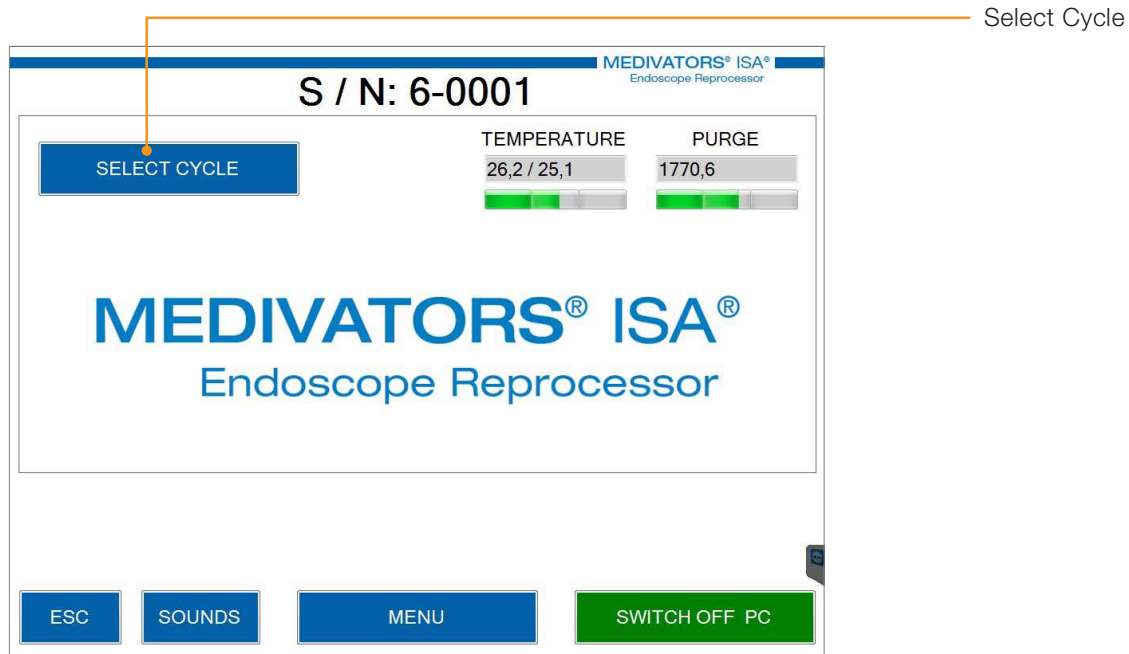 Select Cycle
MEDIVATORS® ISA®
Endoscope Reprocessor
S / N: 6-0001
TEMPERATURE PURGE
SELECT CYCLE 26,2 / 25,1 1770,6
MEDIVATORS® ISA®
Endoscope Reprocessor
ESC SOUNDS MENU SWITCH OFF PC